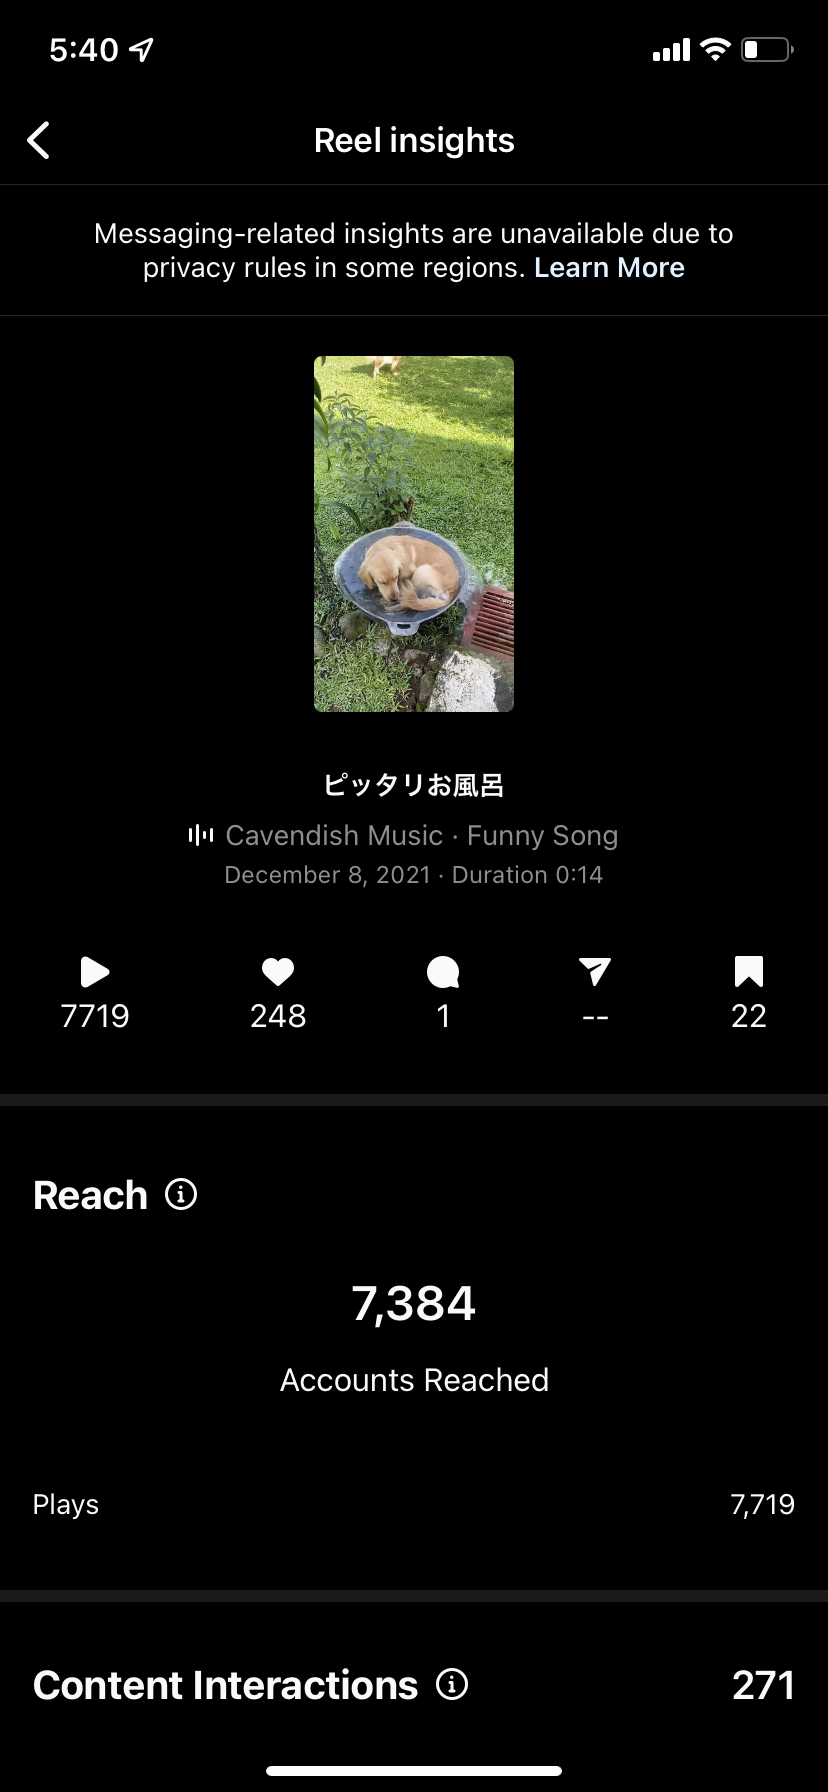 5:40
Reel insights
Messaging-related insights are unavailable due to
privacy rules in some regions. Learn More
ピッタリお風呂
Cavendish Music · Funny Song
December 8, 2021 · Duration 0:14
7719 248 1 -- 22
Reach
7,384
Accounts Reached
Plays 7,719
Content Interactions 271